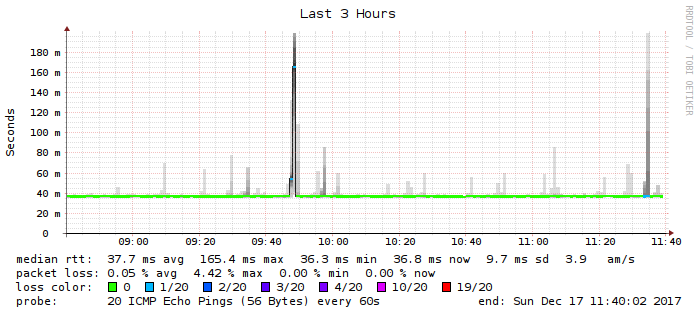 Last 3 Hours
RRDTOOL / TOBI OETIKER
Seconds
180 m
160 m
140 m
120 m
100 m
80 m
60 m
40 m
20 m
0
09:00 09:20 09:40 10:00 10:20 10:40 11:00 11:20 11:40
median rtt: 37.7 ms avg 165.4 ms max 36.3 ms min 36.8 ms now 9.7 ms sd 3.9 am/s
packet loss: 0.05 % avg 4.42 % max 0.00 % min 0.00 % now
loss color: 0 1/20 2/20 3/20 4/20 10/20 19/20
probe: 20 ICMP Echo Pings (56 Bytes) every 60s end: Sun Dec 17 11:40:02 2017